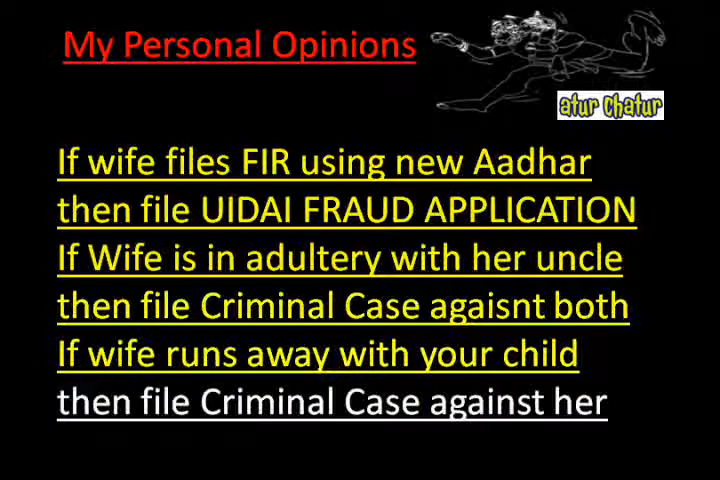 My Personal Opinions
atur chatur
If wife files FIR using new Aadhar
then file UIDAI FRAUD APPLICATION
If Wife is in adultery with her uncle
then file Criminal Case agaisnt both
If wife runs away with your child
then file Criminal Case against her